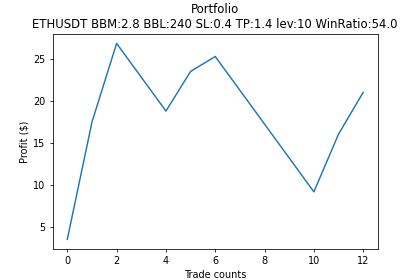 Portfolio
ETHUSDT BBM:2.8 BBL:240 SL:0.4 TP:1.4 lev:10 WinRatio:54.0
Profit ($)
25
20
15
10
5
0 2 4 6 8 10 12
Trade counts